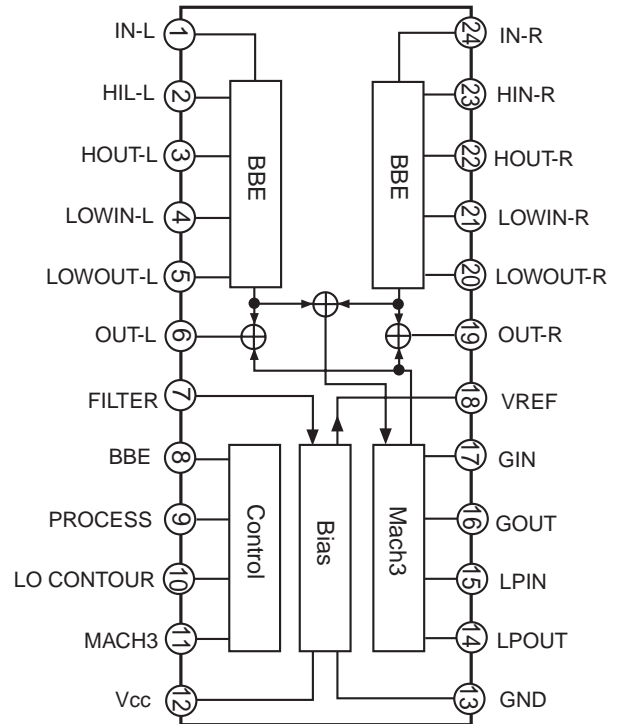 IN-L 1
HIL-L 2
HOUT-L 3
LOWIN-L 4
LOWOUT-L 5
OUT-L 6
FILTER 7
BBE 8
PROCESS 9
LO CONTOUR 10
MACH3 11
Vcc 12
BBE
BBE
Control
Bias
Mach3
24 IN-R
23 HIN-R
22 HOUT-R
21 LOWIN-R
20 LOWOUT-R
19 OUT-R
18 VREF
17 GIN
16 GOUT
15 LPIN
14 LPOUT
13 GND